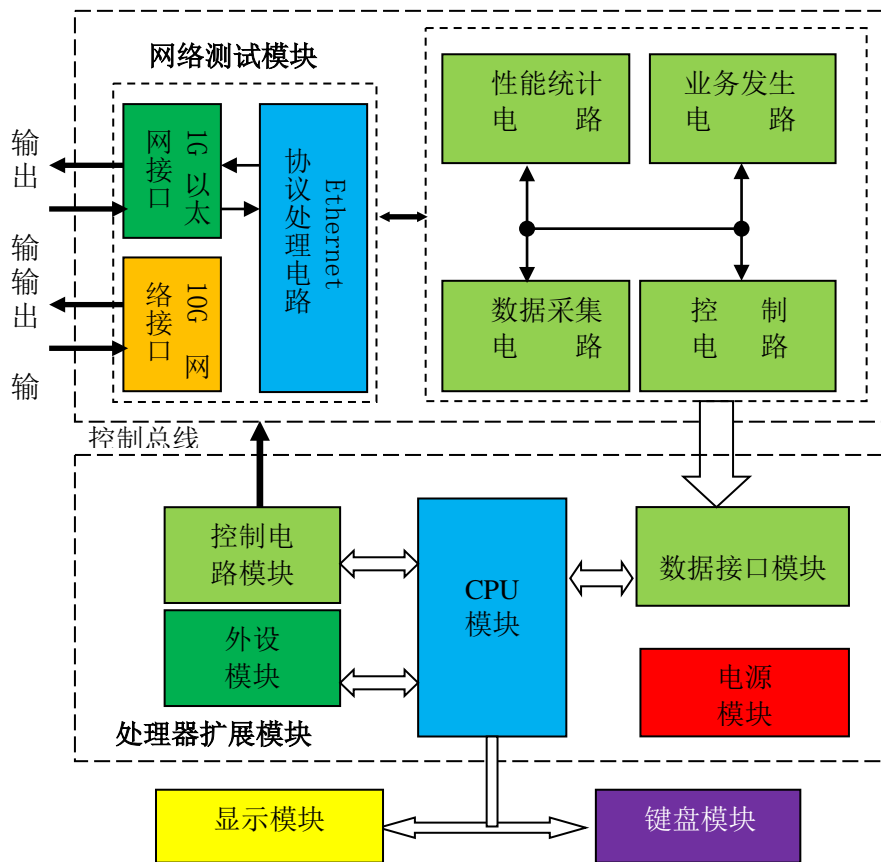 网络测试模块
性能统计
电 路
业务发生
电 路
输
出
1G 以太
网接口
Ethernet
协议处理电路
输
输
出
10G 网
络接口
数据采集
电 路
控 制
电 路
输
控制总线
控制电
路模块
CPU
模块
数据接口模块
外设
模块
电源
模块
处理器扩展模块
显示模块
键盘模块